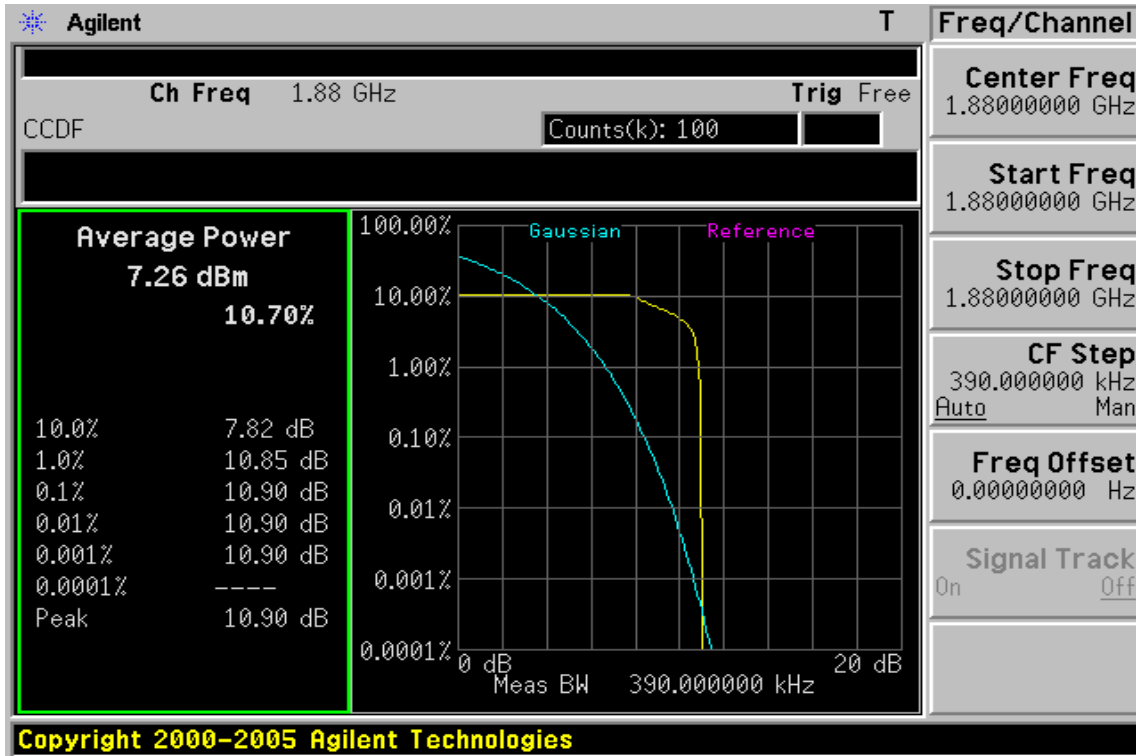 Agilent T Freq/Channel
Ch Freq 1.88 GHz Trig Free
CCDF Counts(k): 100
Center Freq
1.88000000 GHz
Start Freq
1.88000000 GHz
Stop Freq
1.88000000 GHz
CF Step
390.000000 kHz
Auto Man
Freq Offset
0.00000000 Hz
Signal Track
On Off
Average Power
7.26 dBm
10.70%
10.0% 7.82 dB
1.0% 10.85 dB
0.1% 10.90 dB
0.01% 10.90 dB
0.001% 10.90 dB
0.0001% ----
Peak 10.90 dB
Gaussian Reference
100.00%
10.00%
1.00%
0.10%
0.01%
0.001%
0.0001%
0 dB 20 dB
Meas BW 390.000000 kHz
Copyright 2000-2005 Agilent Technologies